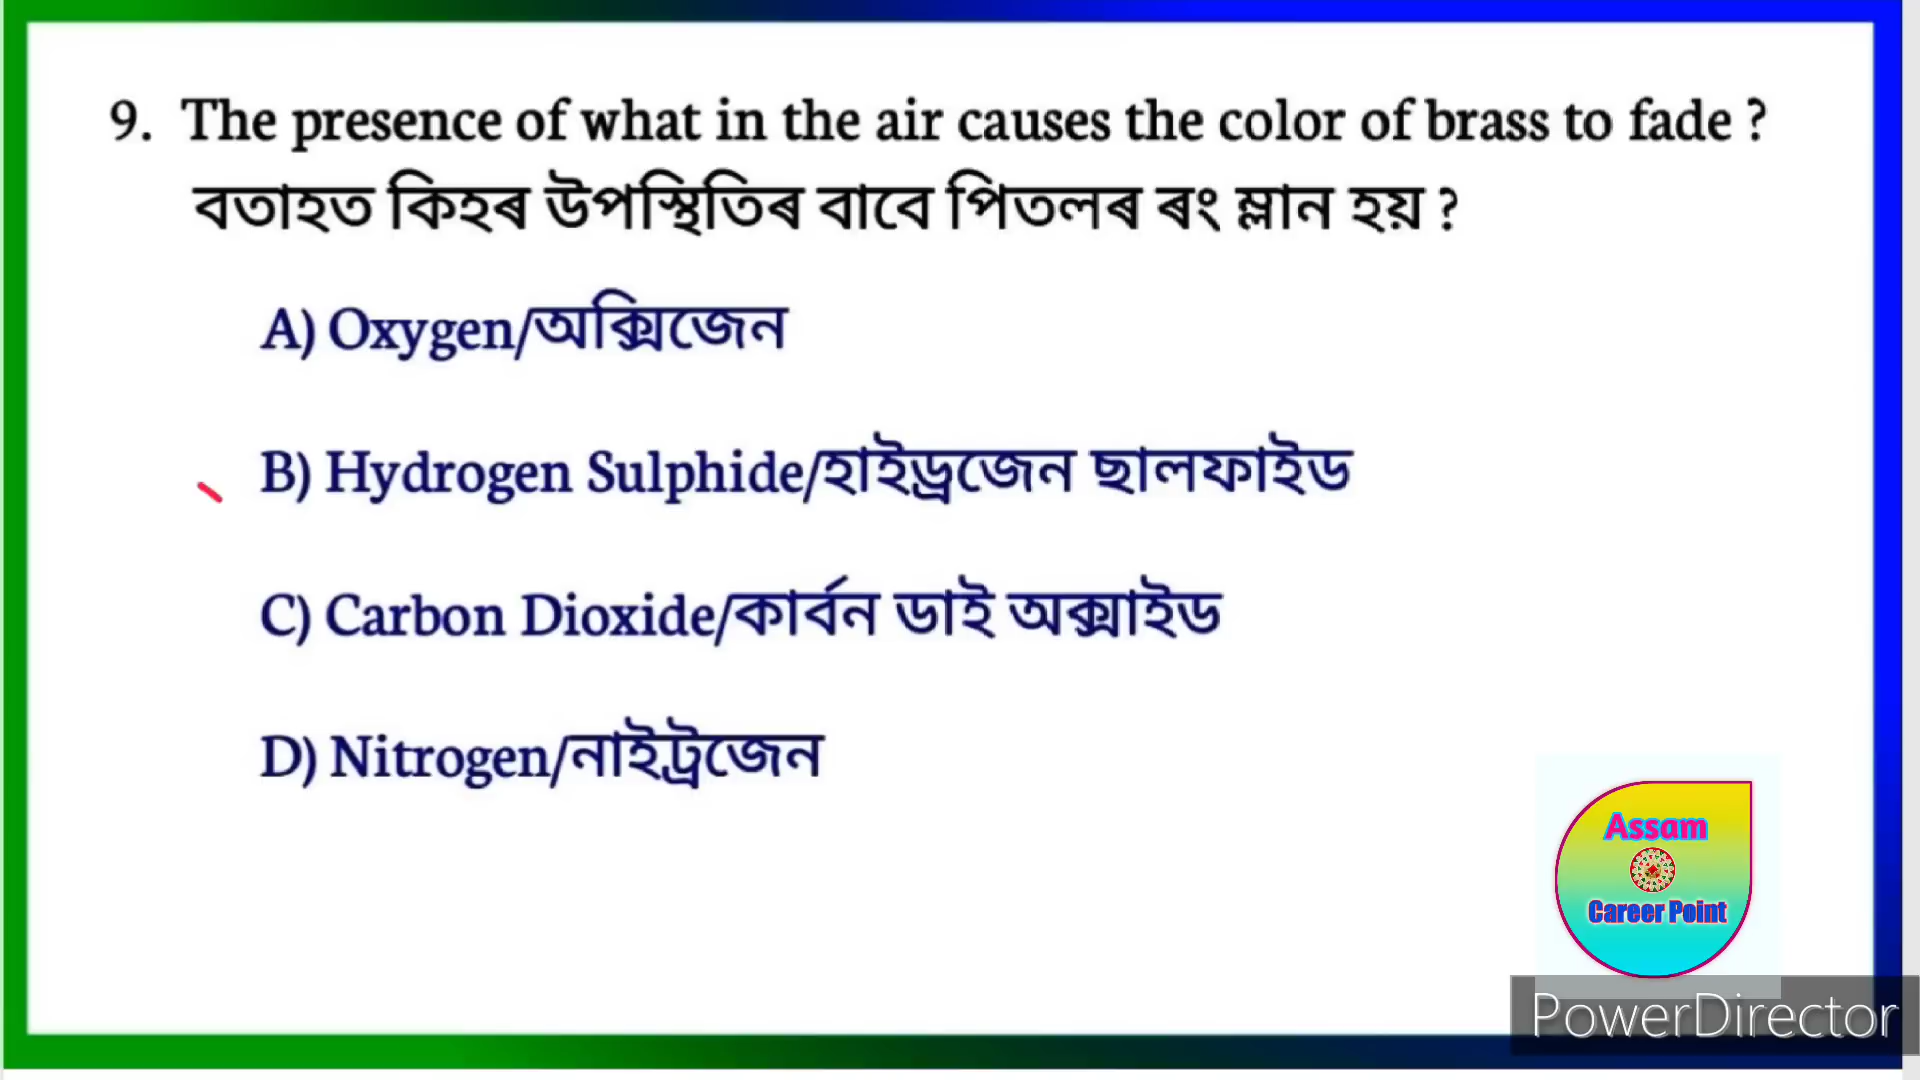 9. The presence of what in the air causes the color of brass to fade ?
বতাহত কিহৰ উপস্থিতিৰ বাবে পিতলৰ ৰং ম্লান হয় ?
A) Oxygen/অক্সিজেন
B) Hydrogen Sulphide/হাইড্ৰজেন ছালফাইড
C) Carbon Dioxide/কাৰ্বন ডাই অক্সাইড
D) Nitrogen/নাইট্ৰজেন
Assam
Career Point
PowerDirector